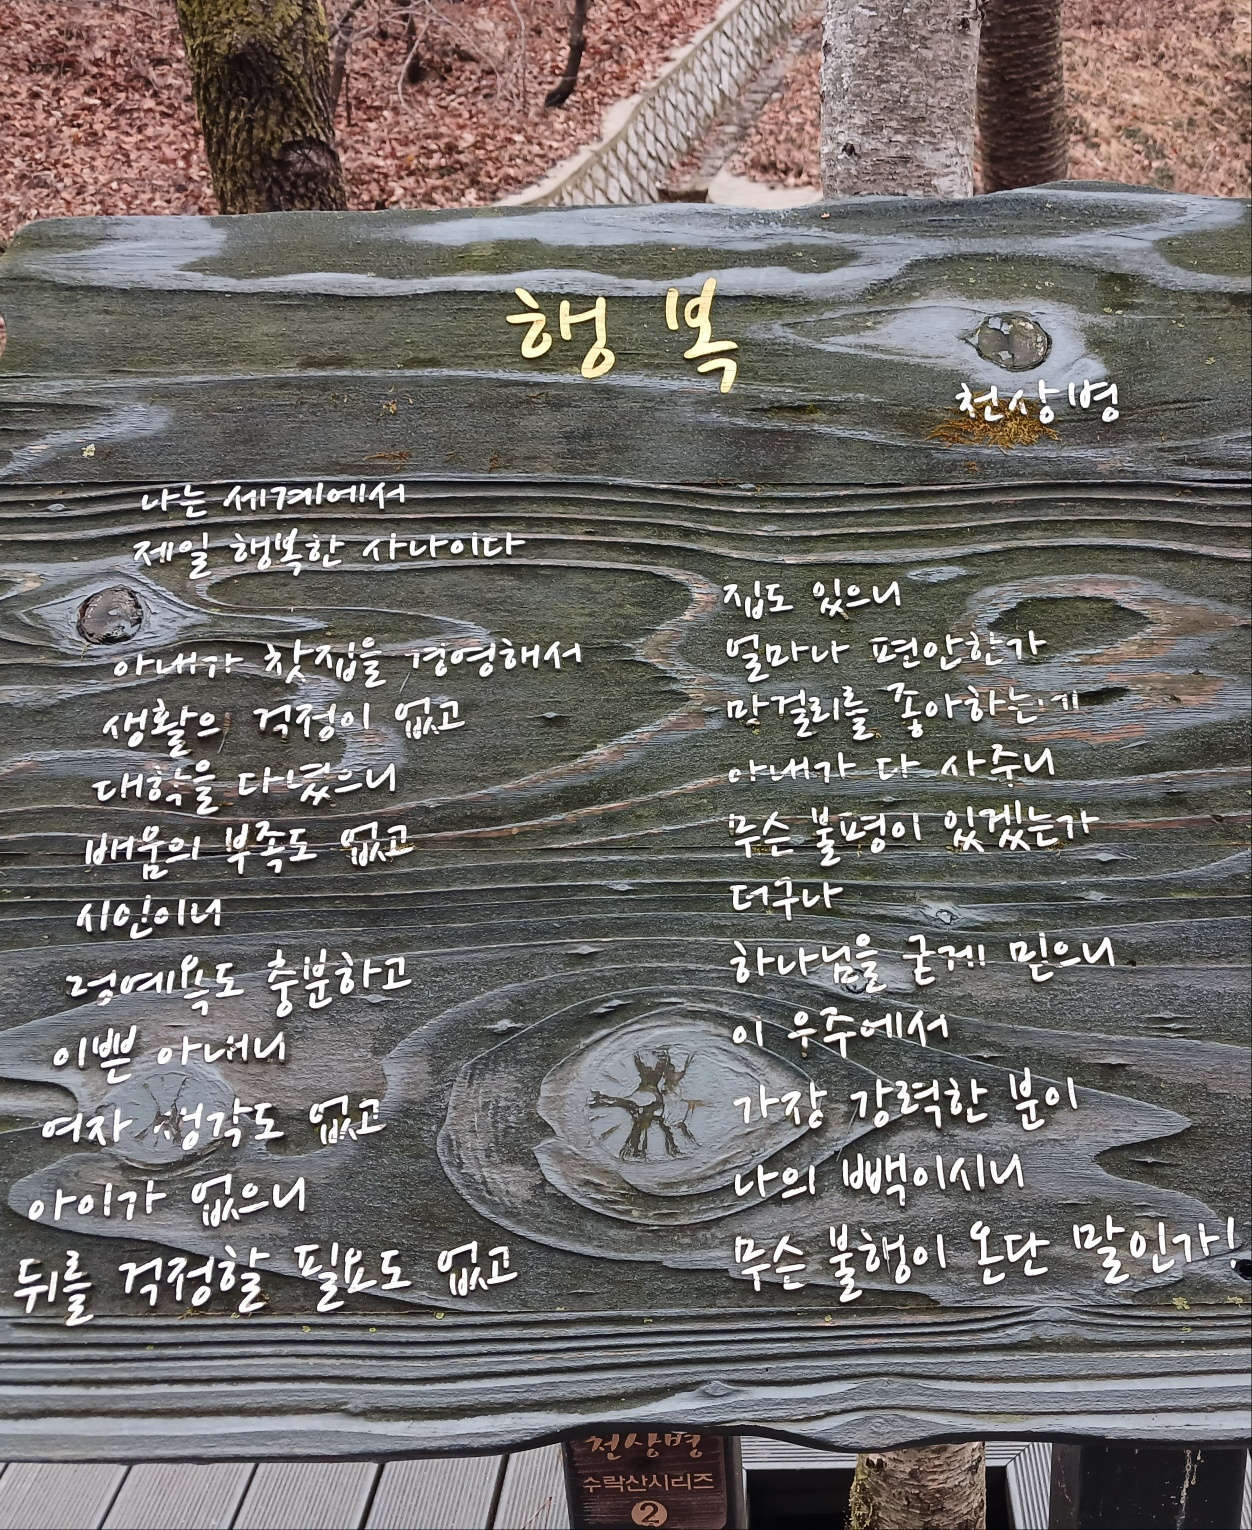 행복
천상병
나는 세계에서
제일 행복한 사나이다
아내가 찻집을 경영해서
생활의 걱정이 없고
대학을 다녔으니
배움의 부족도 없고
시인이니
명예욕도 충분하고
이쁜 아내니
여자 생각도 없고
아이가 없으니
뒤를 걱정할 필요도 없고
집도 있으니
얼마나 편안한가
막걸리를 좋아하는데
아내가 다 사주니
무슨 불평이 있겠는가
더구나
하나님을 굳게 믿으니
이 우주에서
가장 강력한 분이
나의 빽이시니
무슨 불행이 온단 말인가!
천상병
수락산시리즈
2